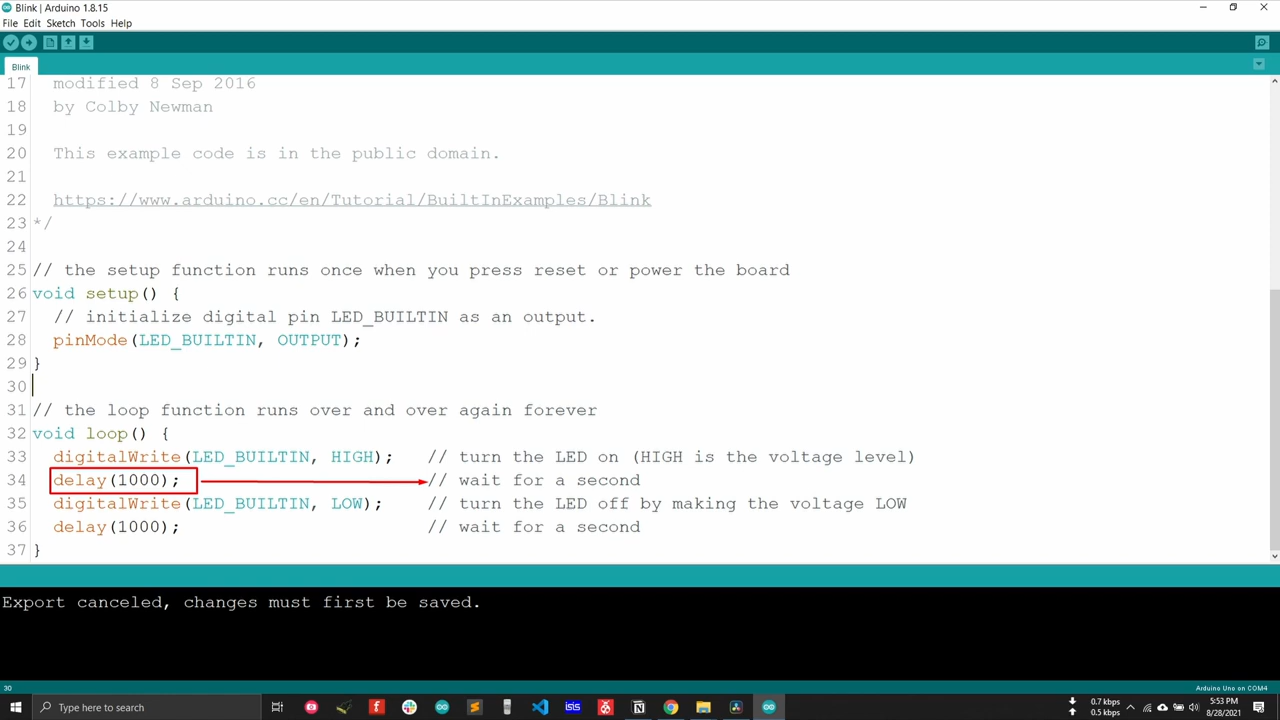 Blink | Arduino 1.8.15
File Edit Sketch Tools Help
Blink
17 modified 8 Sep 2016
18 by Colby Newman
19
20 This example code is in the public domain.
21
22 https://www.arduino.cc/en/Tutorial/BuiltInExamples/Blink
23 */
24
25 // the setup function runs once when you press reset or power the board
26 void setup() {
27 // initialize digital pin LED_BUILTIN as an output.
28 pinMode(LED_BUILTIN, OUTPUT);
29 }
30
31 // the loop function runs over and over again forever
32 void loop() {
33 digitalWrite(LED_BUILTIN, HIGH); // turn the LED on (HIGH is the voltage level)
34 delay(1000); // wait for a second
35 digitalWrite(LED_BUILTIN, LOW); // turn the LED off by making the voltage LOW
36 delay(1000); // wait for a second
37 }
Export canceled, changes must first be saved.
30 Arduino Uno on COM4
Type here to search
0.7 kbps
0.5 kbps
5:53 PM
8/28/2021